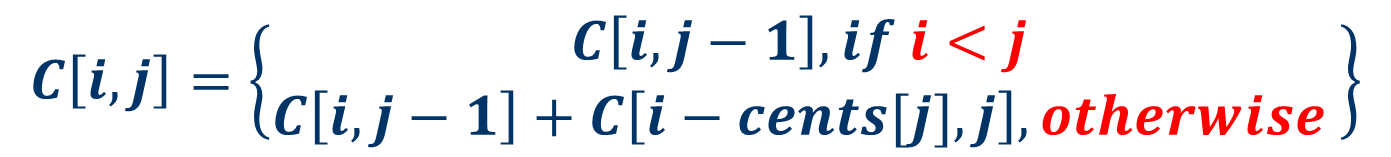 C[i, j − 1], if i < j
C[i, j] = {
C[i, j − 1] + C[i − cents[j], j], otherwise }